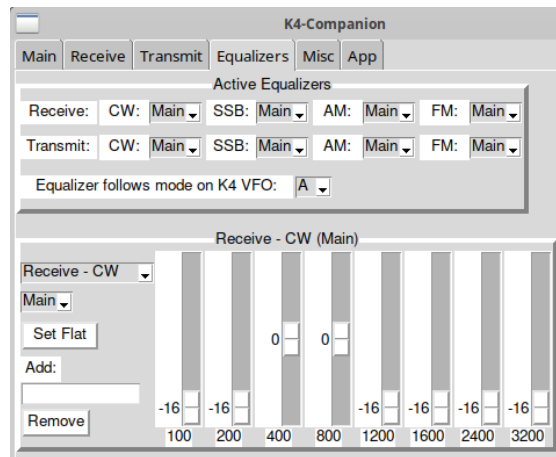 K4-Companion
Main Receive Transmit Equalizers Misc App
Active Equalizers
Receive: CW: Main SSB: Main AM: Main FM: Main
Transmit: CW: Main SSB: Main AM: Main FM: Main
Equalizer follows mode on K4 VFO: A
Receive - CW (Main)
Receive - CW
Main
Set Flat
0 0
Add:
-16 -16 -16 -16 -16 -16
Remove
100 200 400 800 1200 1600 2400 3200